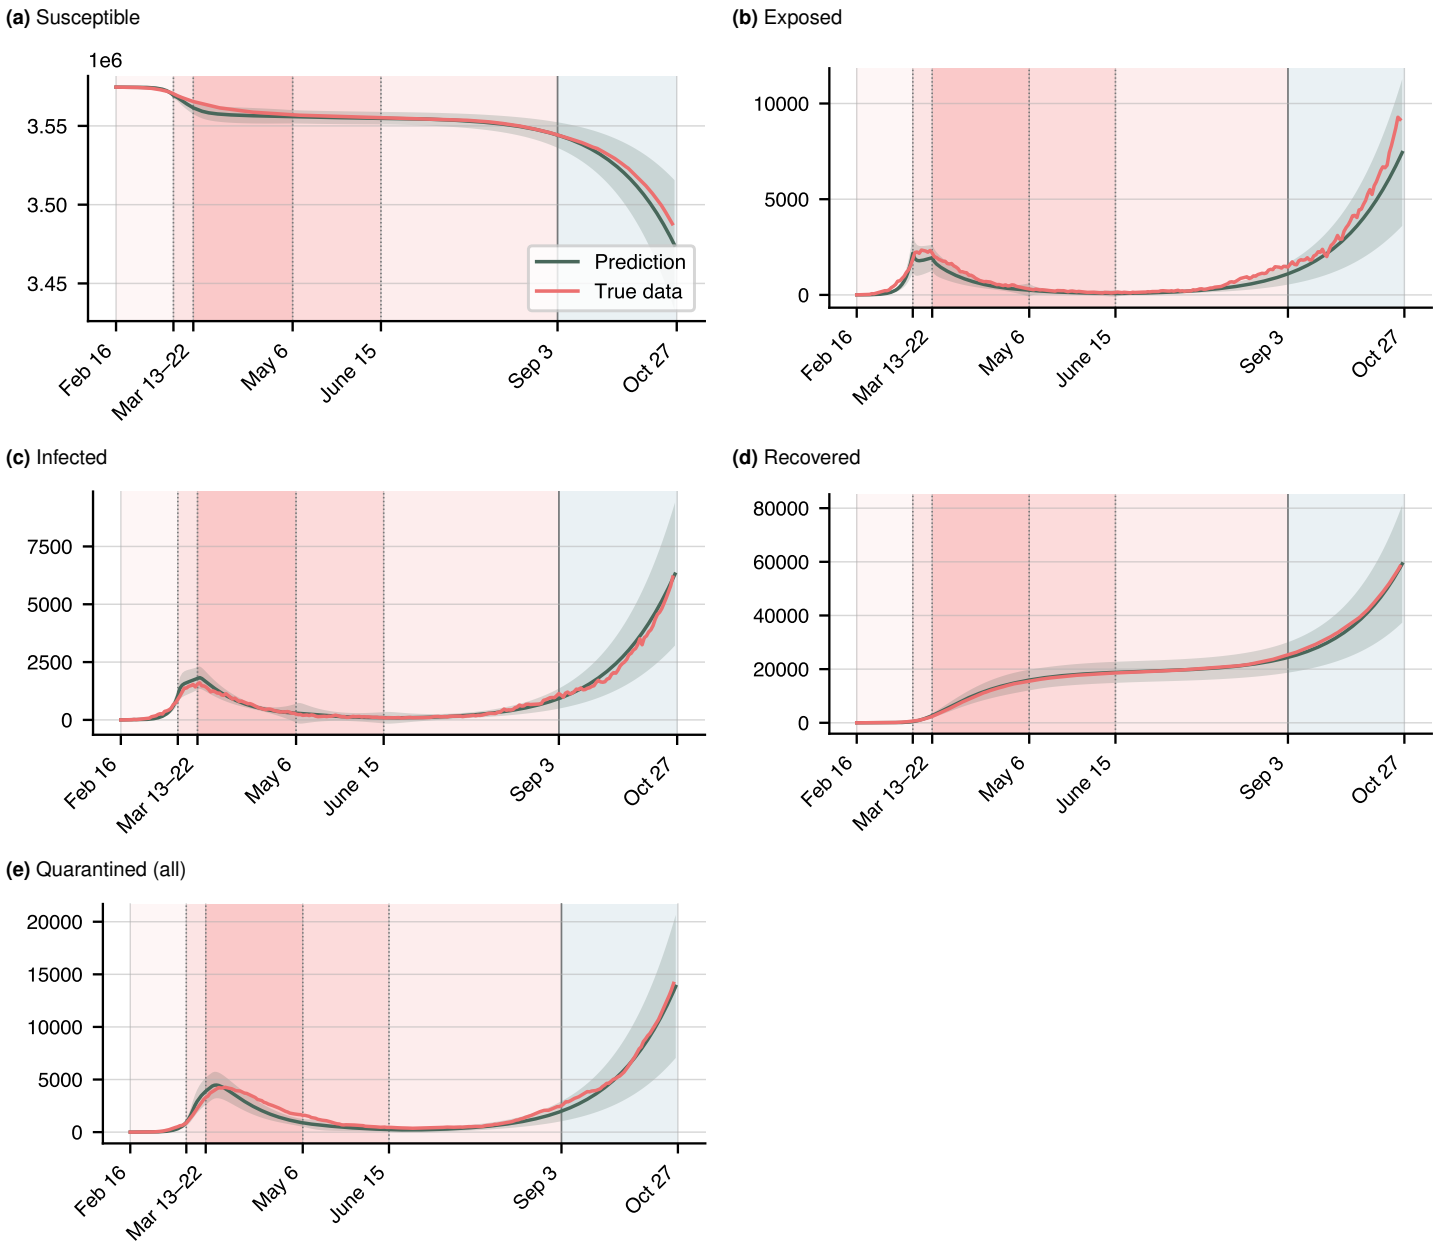 (a) Susceptible
1e6
3.55
3.50
3.45
Prediction
True data
Feb 16
Mar 13–22
May 6
June 15
Sep 3
Oct 27
(b) Exposed
10000
5000
0
Feb 16
Mar 13–22
May 6
June 15
Sep 3
Oct 27
(c) Infected
7500
5000
2500
0
Feb 16
Mar 13–22
May 6
June 15
Sep 3
Oct 27
(d) Recovered
80000
60000
40000
20000
0
Feb 16
Mar 13–22
May 6
June 15
Sep 3
Oct 27
(e) Quarantined (all)
20000
15000
10000
5000
0
Feb 16
Mar 13–22
May 6
June 15
Sep 3
Oct 27